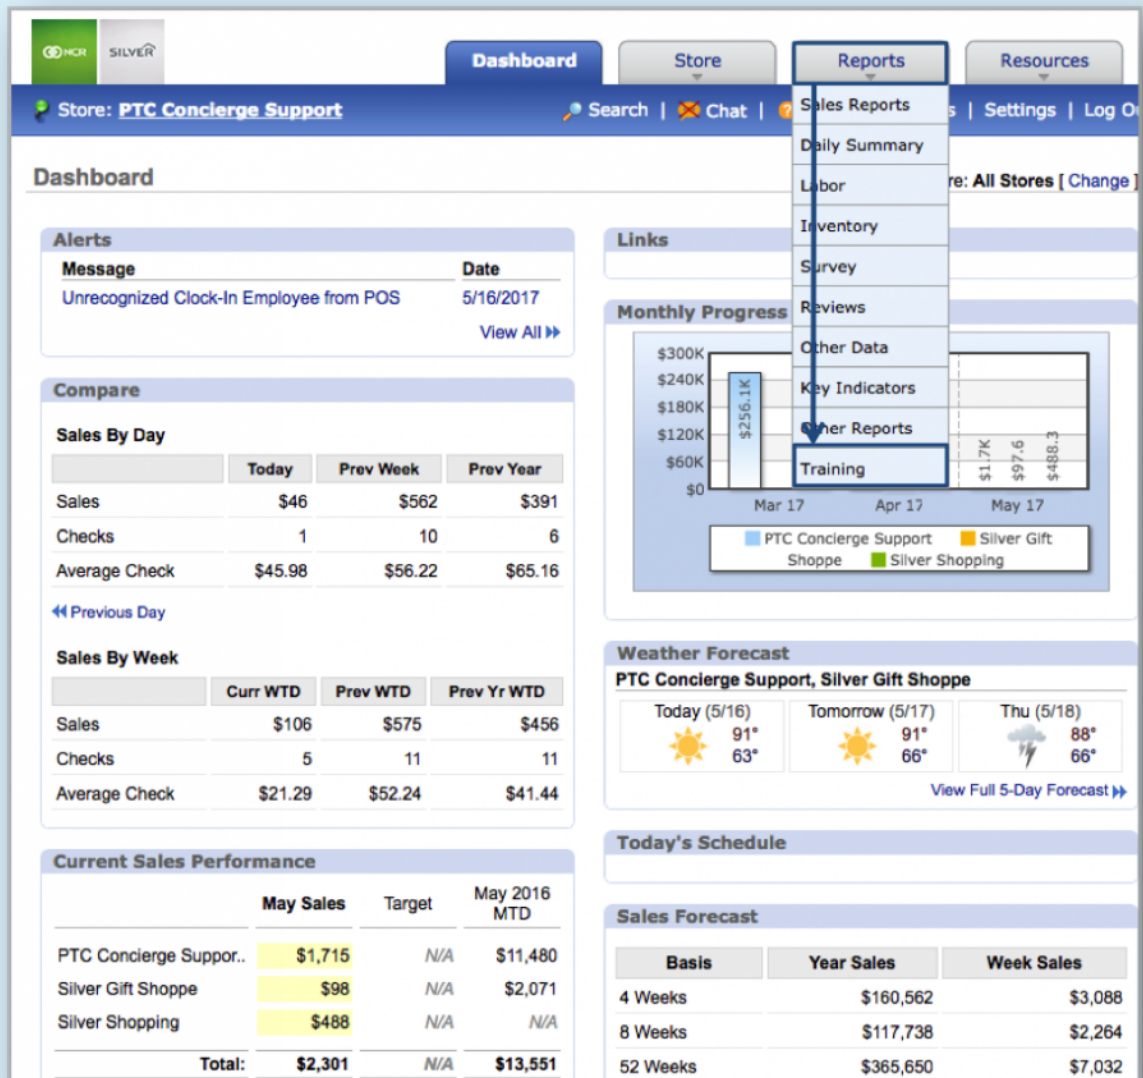 NCR SILVER
Dashboard Store Reports Resources
Store: PTC Concierge Support Search | Chat | s | Settings | Log
Sales Reports
Daily Summary
Labor
Inventory
Survey
Reviews
Other Data
Key Indicators
Other Reports
Training
Dashboard
re: All Stores [ Change ]
Alerts
Message Date
Unrecognized Clock-In Employee from POS 5/16/2017
View All
Compare
Sales By Day
Today Prev Week Prev Year
Sales $46 $562 $391
Checks 1 10 6
Average Check $45.98 $56.22 $65.16
Previous Day
Sales By Week
Curr WTD Prev WTD Prev Yr WTD
Sales $106 $575 $456
Checks 5 11 11
Average Check $21.29 $52.24 $41.44
Current Sales Performance
May Sales Target May 2016
MTD
PTC Concierge Suppor.. $1,715 N/A $11,480
Silver Gift Shoppe $98 N/A $2,071
Silver Shopping $488 N/A N/A
Total: $2,301 N/A $13,551
Links
Monthly Progress
$300K
$240K
$180K
$120K
$60K
$0
$256.1K
$1.7K
$97.6
$488.3
Mar 17 Apr 17 May 17
PTC Concierge Support Silver Gift
Shoppe Silver Shopping
Weather Forecast
PTC Concierge Support, Silver Gift Shoppe
Today (5/16) Tomorrow (5/17) Thu (5/18)
91° 91° 88°
63° 66° 66°
View Full 5-Day Forecast
Today's Schedule
Sales Forecast
Basis Year Sales Week Sales
4 Weeks $160,562 $3,088
8 Weeks $117,738 $2,264
52 Weeks $365,650 $7,032